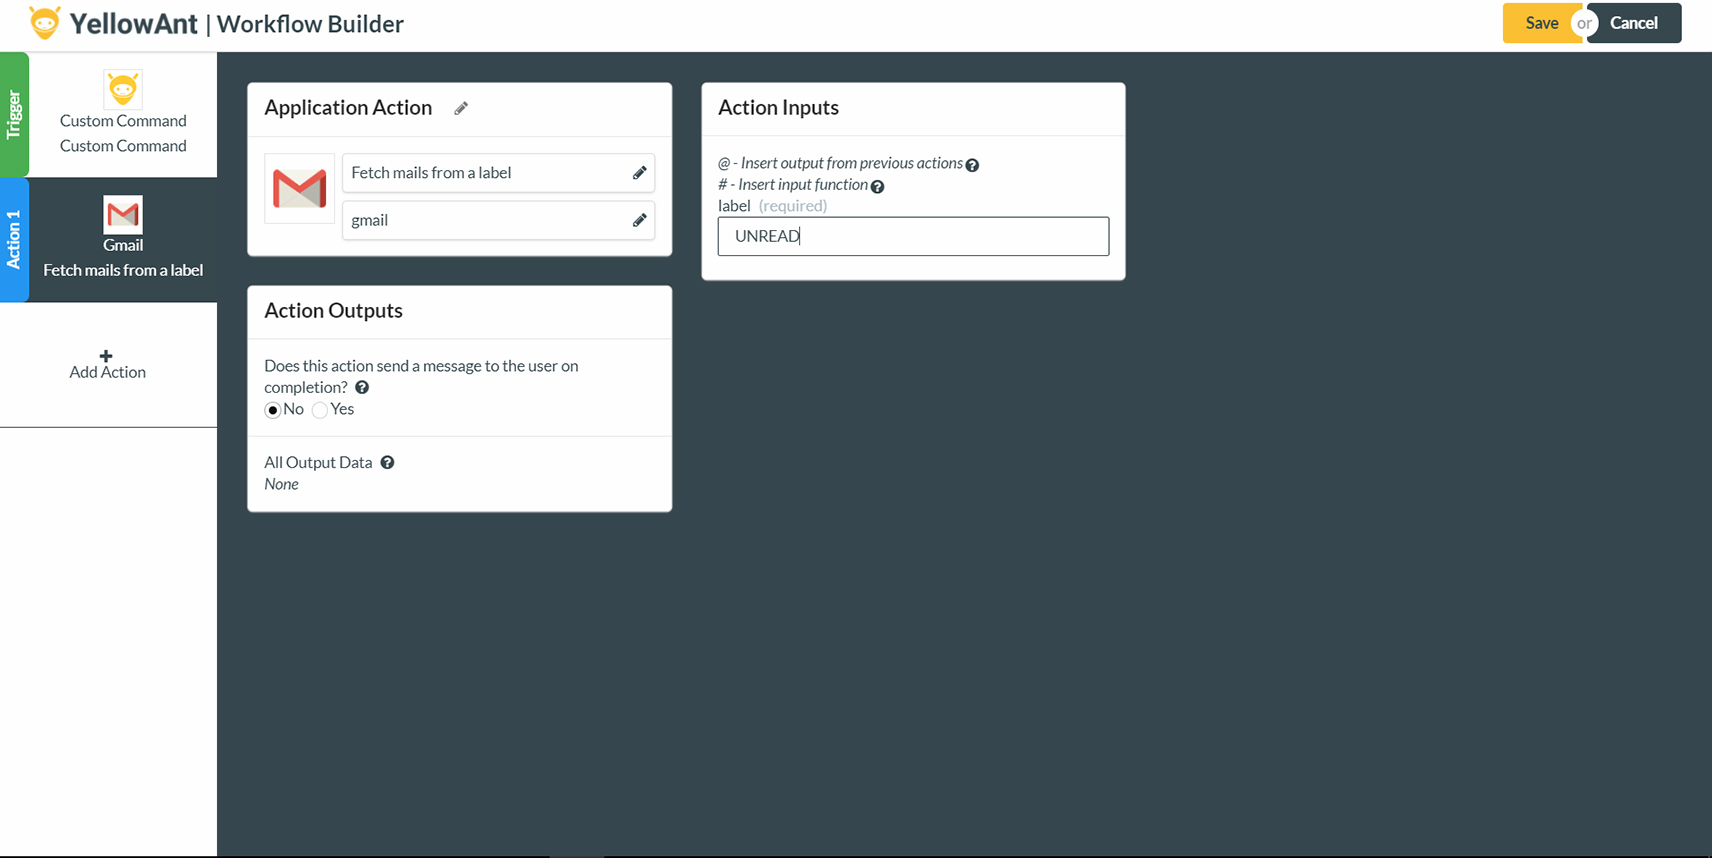 YellowAnt | Workflow Builder
Save or Cancel
Trigger
Custom Command
Custom Command
Action 1
Gmail
Fetch mails from a label
Add Action
Application Action
Fetch mails from a label
gmail
Action Inputs
@ - Insert output from previous actions
# - Insert input function
label (required)
UNREAD
Action Outputs
Does this action send a message to the user on
completion?
No Yes
All Output Data
None